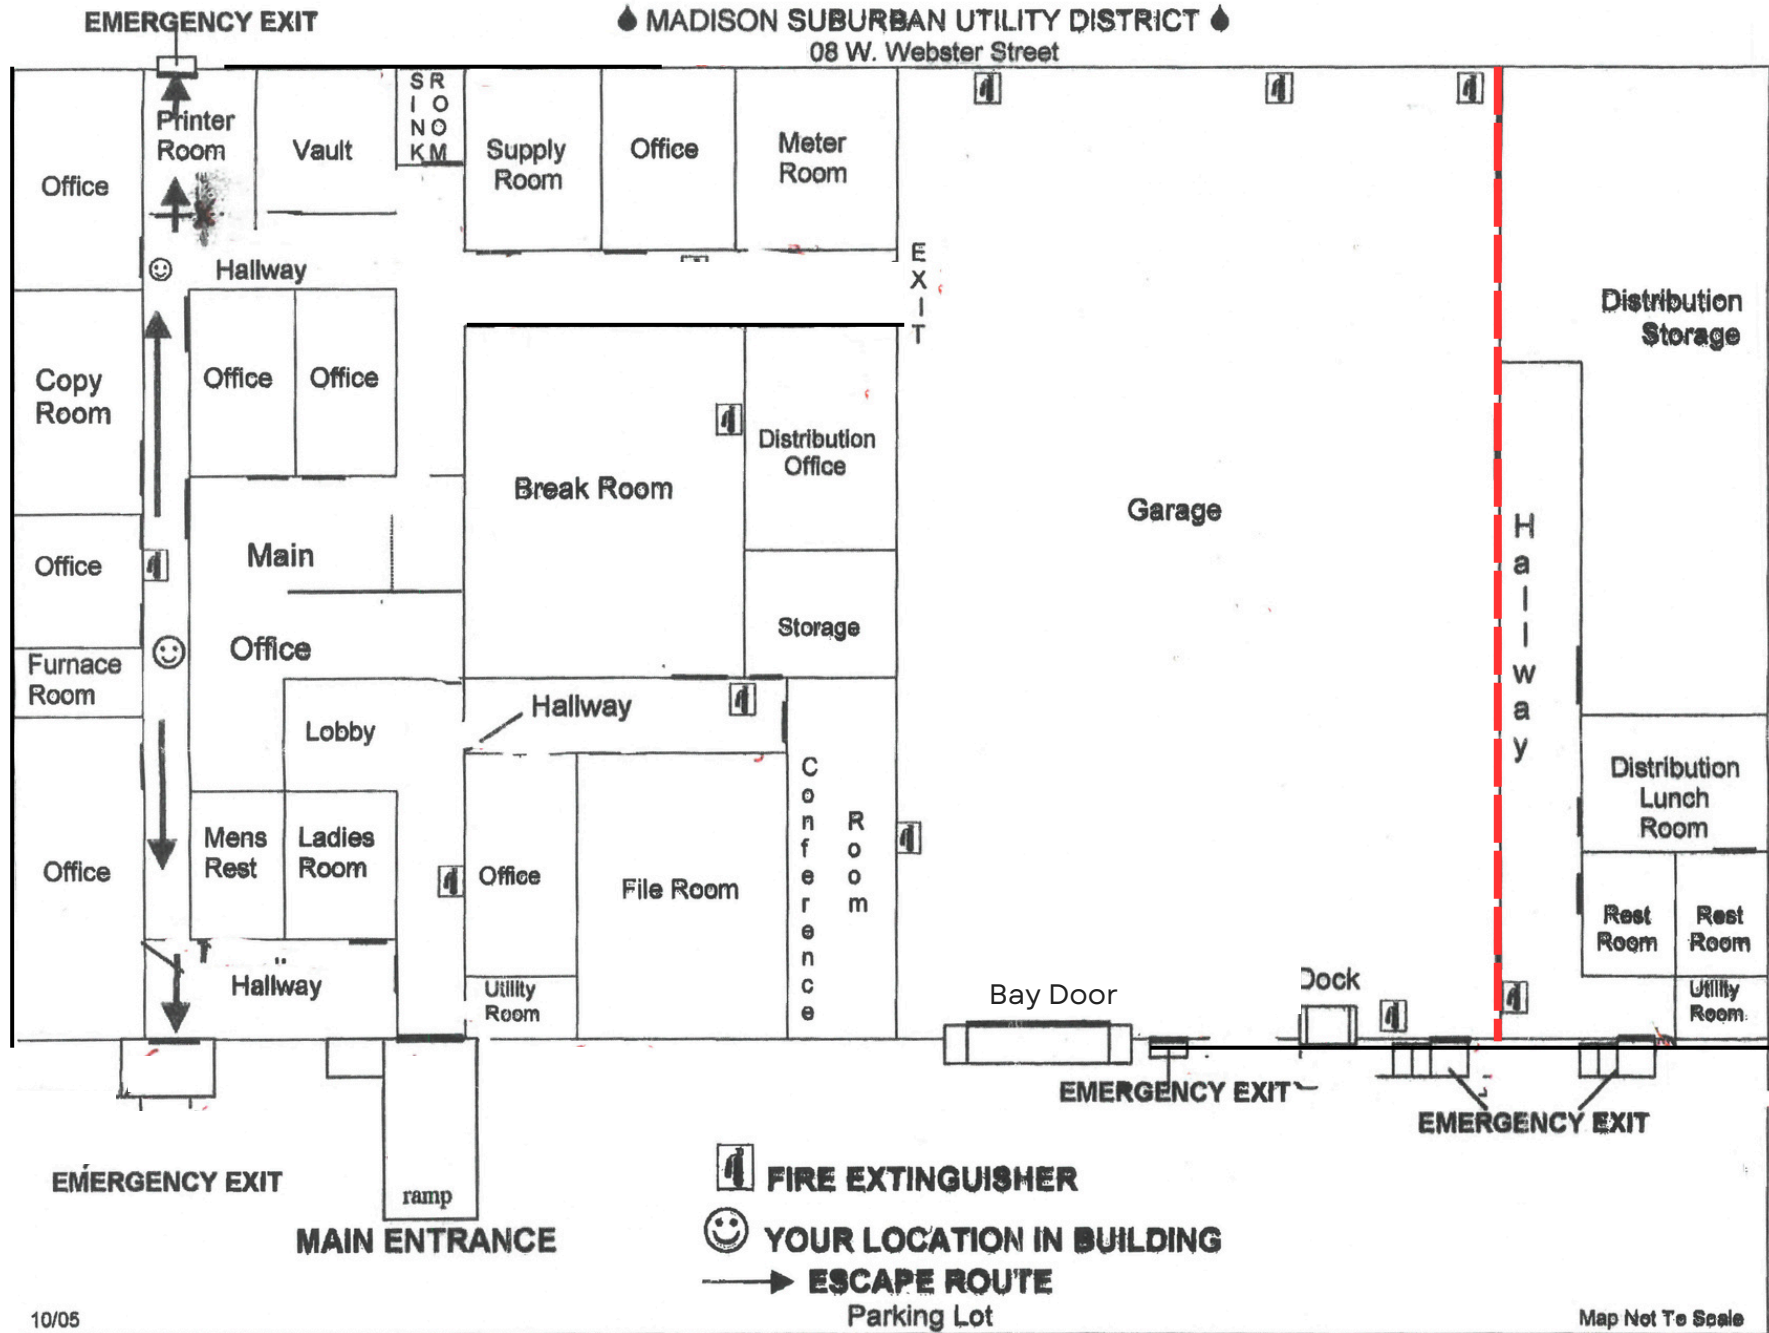 EMERGENCY EXIT
MADISON SUBURBAN UTILITY DISTRICT
08 W. Webster Street
Printer
Room
Vault
SINK
ROOM
Supply
Room
Office
Meter
Room
Office
Hallway
EXIT
Distribution
Storage
Copy
Room
Office
Office
Break Room
Distribution
Office
Garage
Hallway
Office
Main
Office
Storage
Furnace
Room
Lobby
Hallway
Conference
Room
Distribution
Lunch
Room
Office
Mens
Rest
Ladies
Room
Office
File Room
Rest
Room
Rest
Room
Hallway
Utility
Room
Bay Door
Dock
Utility
Room
EMERGENCY EXIT
EMERGENCY EXIT
EMERGENCY EXIT
ramp
MAIN ENTRANCE
FIRE EXTINGUISHER
YOUR LOCATION IN BUILDING
ESCAPE ROUTE
Parking Lot
10/05
Map Not To Scale